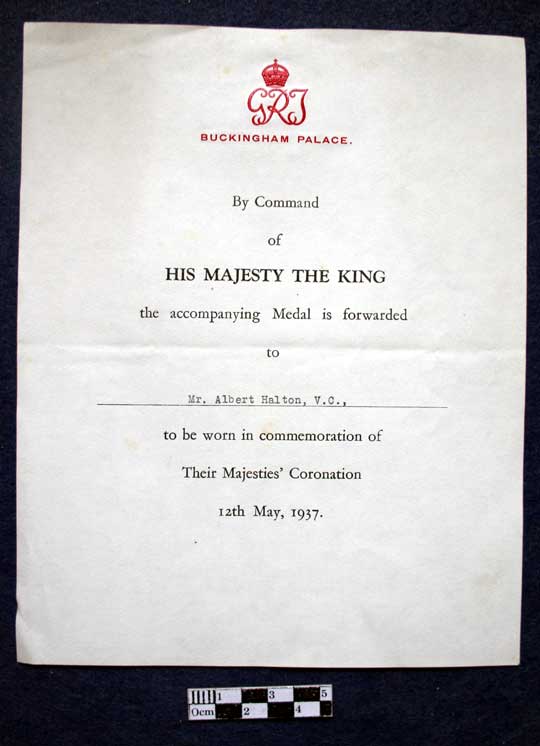 GRI
BUCKINGHAM PALACE.
By Command
of
HIS MAJESTY THE KING
the accompanying Medal is forwarded
to
Mr. Albert Halton, V.C.,
to be worn in commemoration of
Their Majesties' Coronation
12th May, 1937.
1 3 5
0cm 2 4